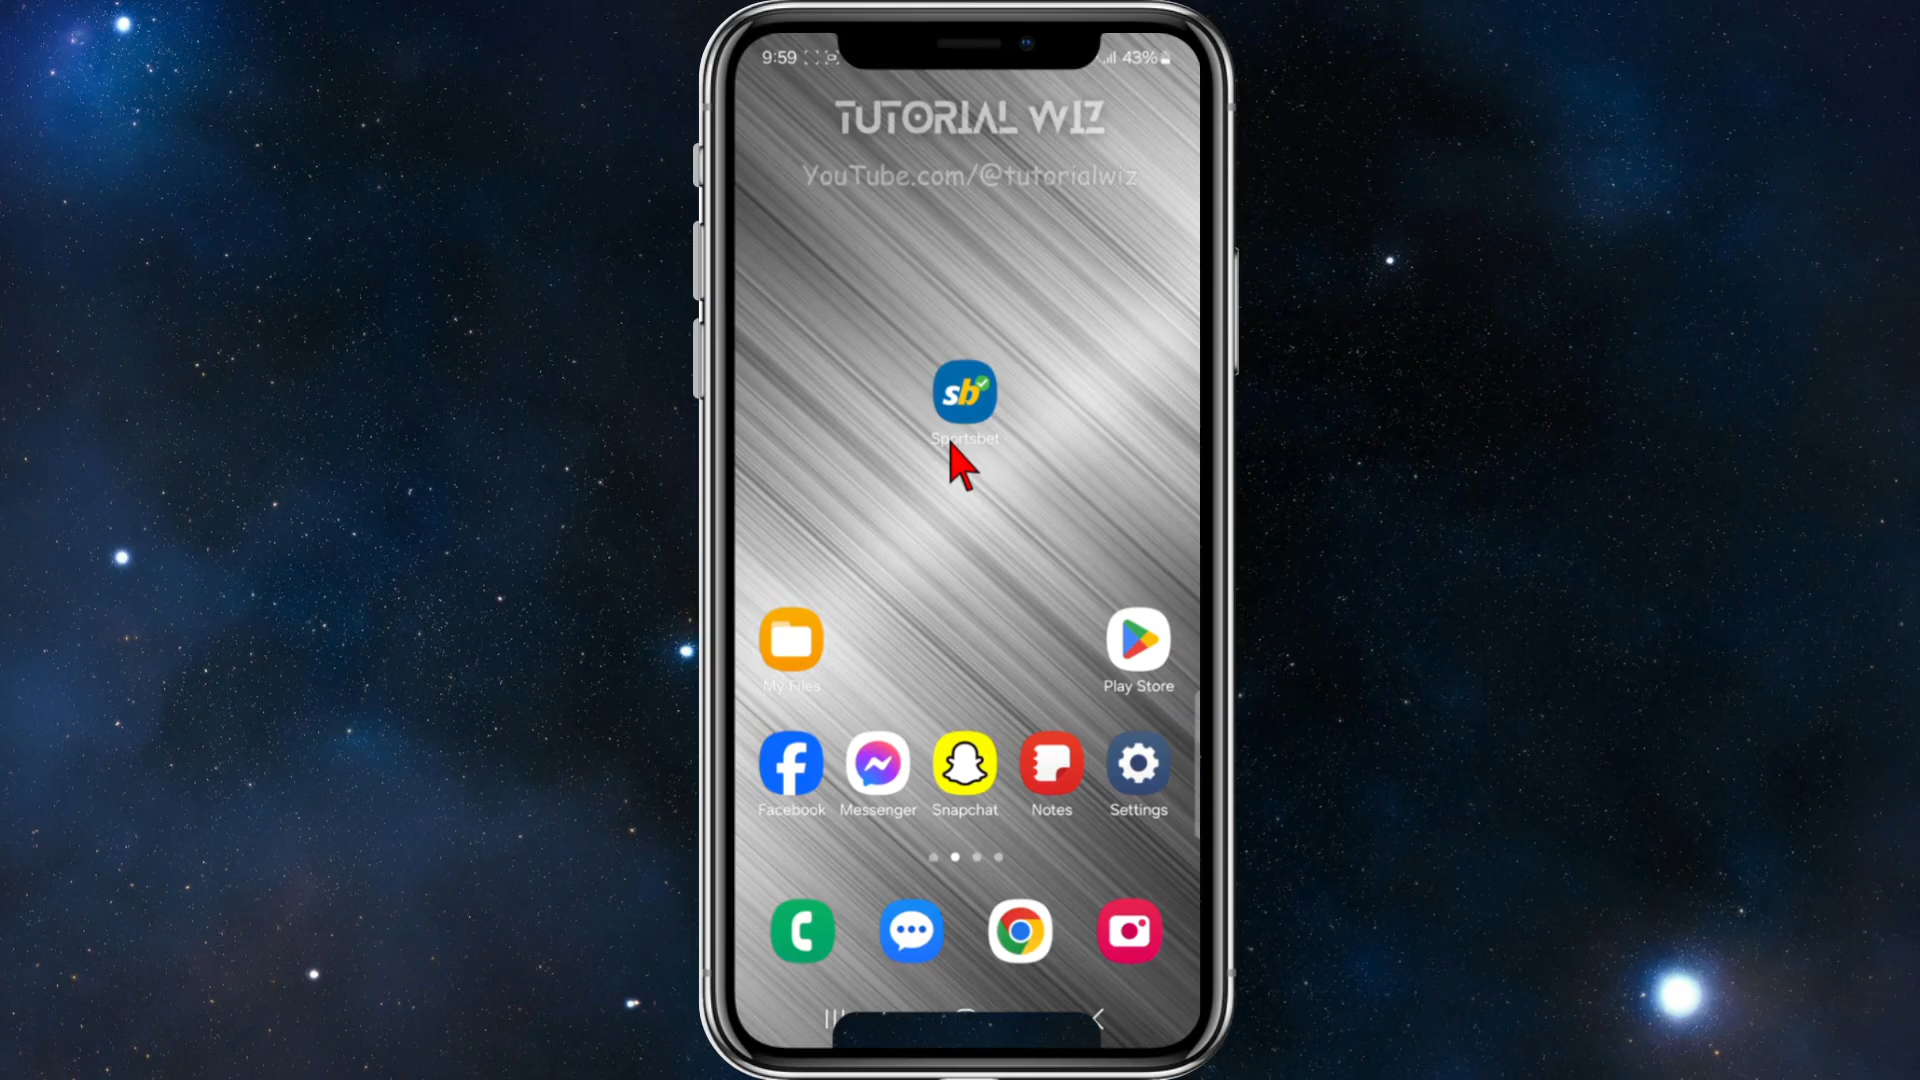 9:59
43%
TUTORIAL WIZ
YouTube.com/@tutorialwiz
sb
Sportsbet
My Files
Play Store
Facebook
Messenger
Snapchat
Notes
Settings